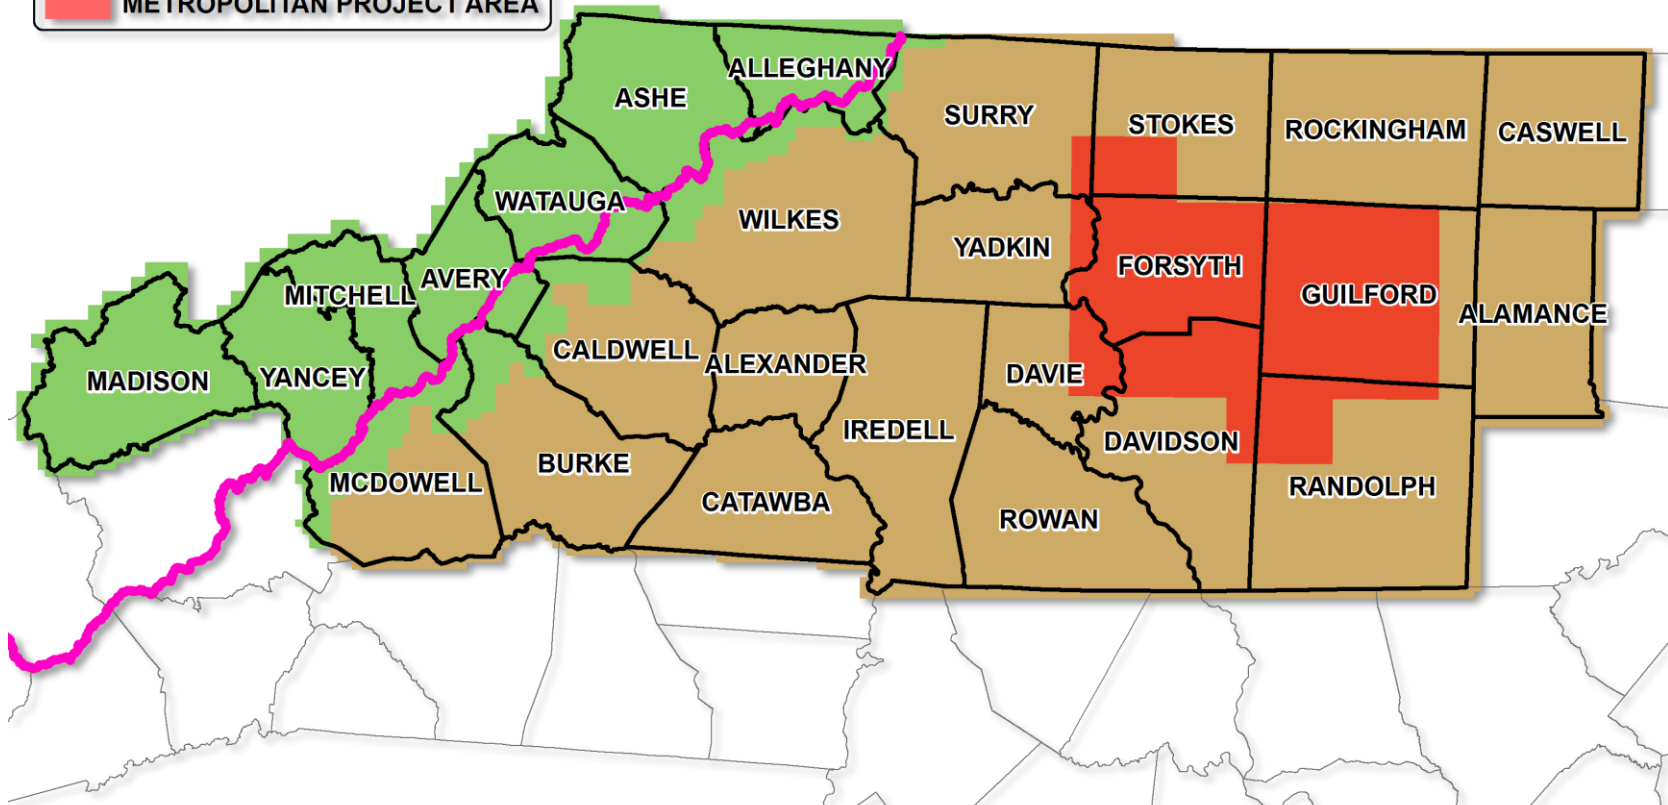 METROPOLITAN PROJECT AREA
ALLEGHANY
ASHE
SURRY
STOKES
ROCKINGHAM
CASWELL
WATAUGA
WILKES
YADKIN
FORSYTH
AVERY
MITCHELL
GUILFORD
ALAMANCE
CALDWELL
ALEXANDER
DAVIE
MADISON
YANCEY
IREDELL
DAVIDSON
BURKE
MCDOWELL
RANDOLPH
CATAWBA
ROWAN